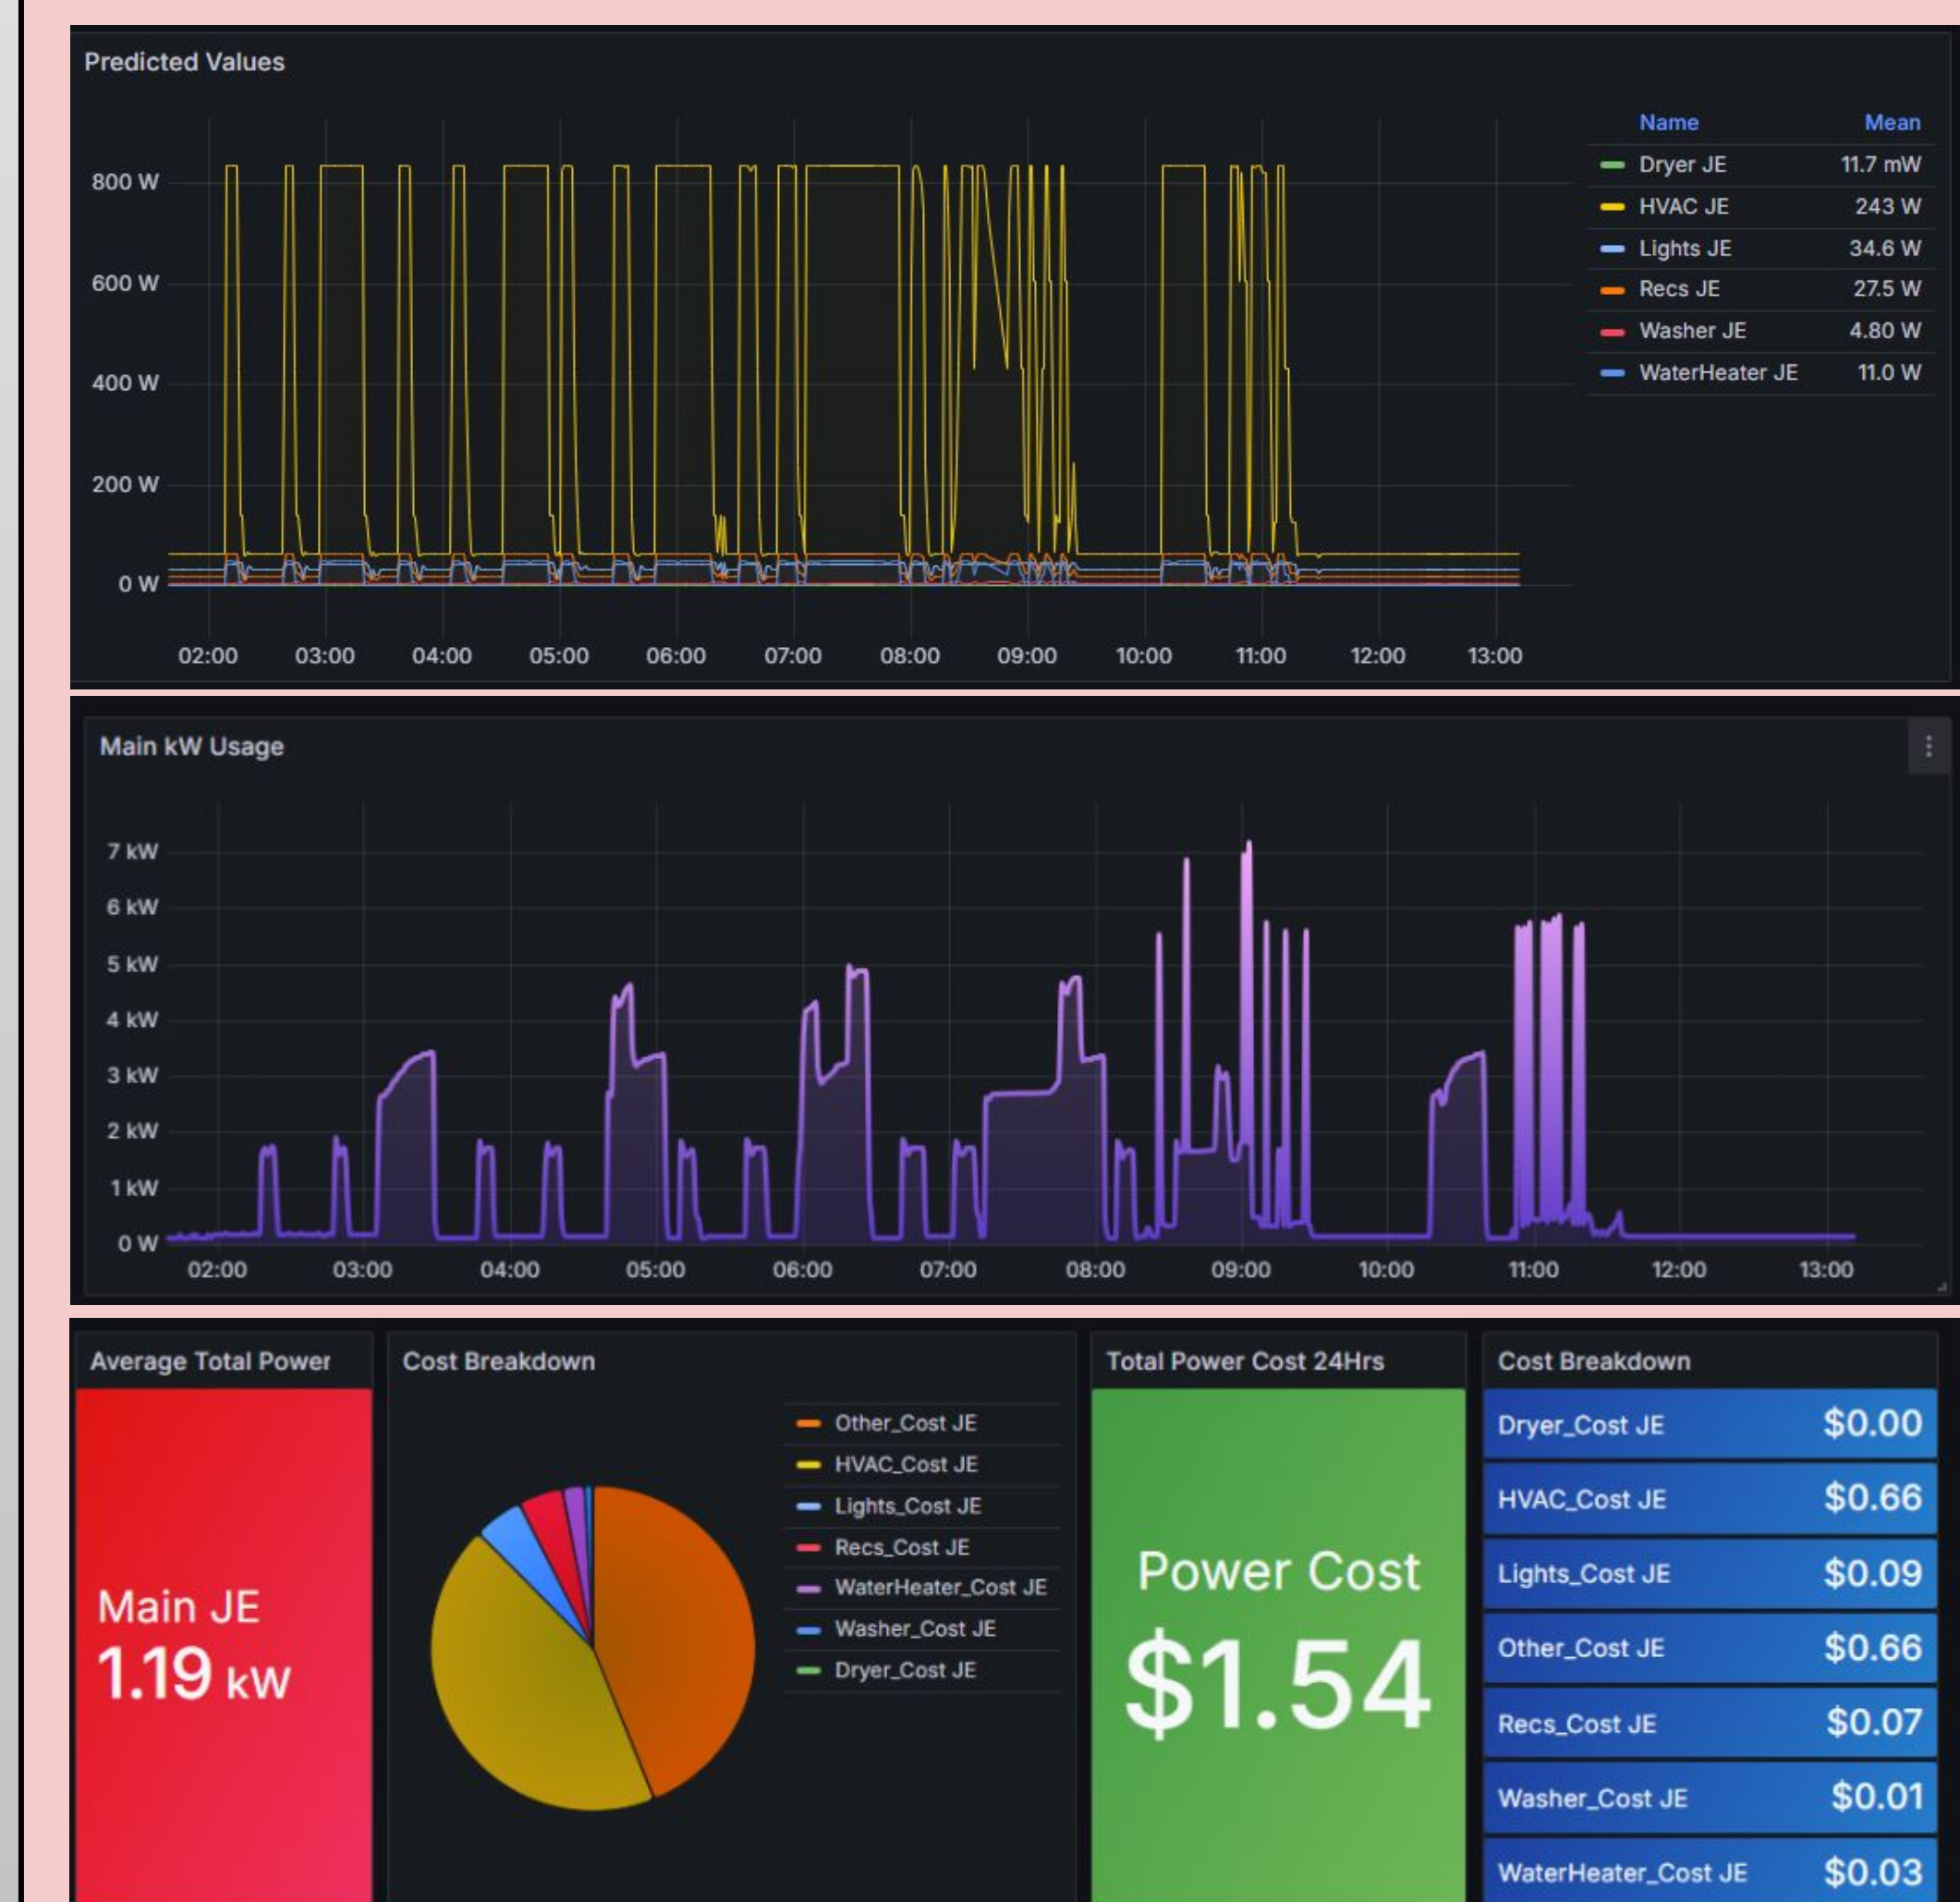 Predicted Values
Name Mean
Dryer JE 11.7 mW
HVAC JE 243 W
Lights JE 34.6 W
Recs JE 27.5 W
Washer JE 4.80 W
WaterHeater JE 11.0 W
800 W
600 W
400 W
200 W
0 W
02:00 03:00 04:00 05:00 06:00 07:00 08:00 09:00 10:00 11:00 12:00 13:00
Main kW Usage
7 kW
6 kW
5 kW
4 kW
3 kW
2 kW
1 kW
0 W
02:00 03:00 04:00 05:00 06:00 07:00 08:00 09:00 10:00 11:00 12:00 13:00
Average Total Power
Main JE
1.19 kW
Cost Breakdown
Other_Cost JE
HVAC_Cost JE
Lights_Cost JE
Recs_Cost JE
WaterHeater_Cost JE
Washer_Cost JE
Dryer_Cost JE
Total Power Cost 24Hrs
Power Cost
$1.54
Cost Breakdown
Dryer_Cost JE $0.00
HVAC_Cost JE $0.66
Lights_Cost JE $0.09
Other_Cost JE $0.66
Recs_Cost JE $0.07
Washer_Cost JE $0.01
WaterHeater_Cost JE $0.03